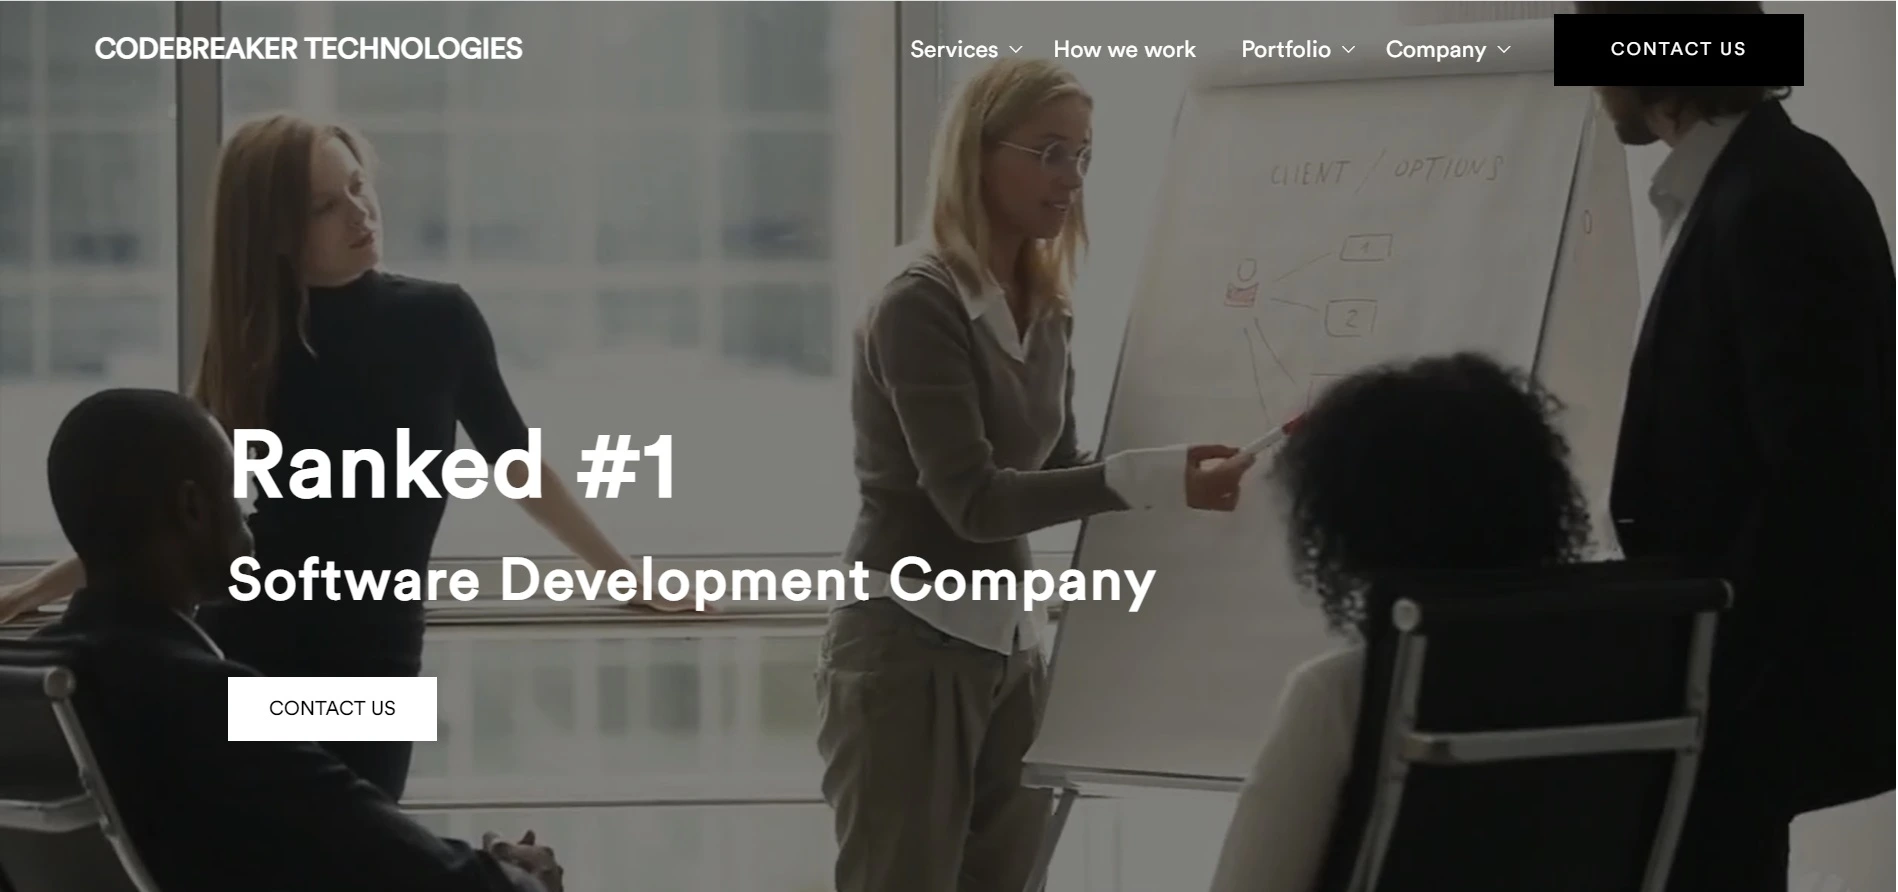 CODEBREAKER TECHNOLOGIES
Services
How we work
Portfolio
Company
CONTACT US
CLIENT / OPTIONS
1
2
Ranked #1
Software Development Company
CONTACT US